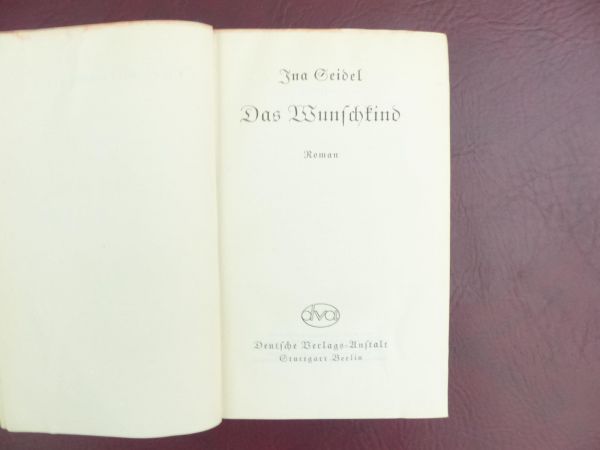 Ina Seidel
Das Wunſchkind
Roman
dva
Deutſche Verlags-Anſtalt
Stuttgart Berlin